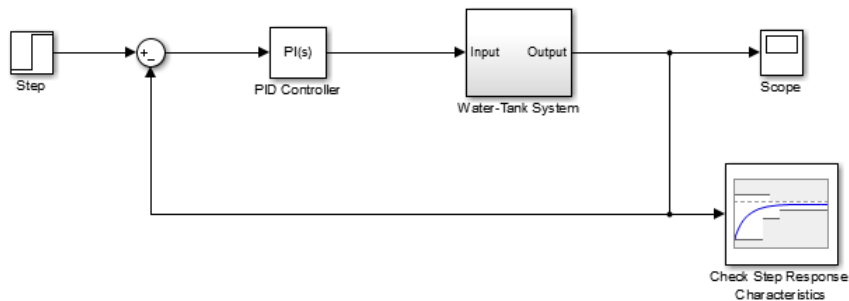 PI(s)
Input Output
Step
PID Controller
Water-Tank System
Scope
Check Step Response
Characteristics